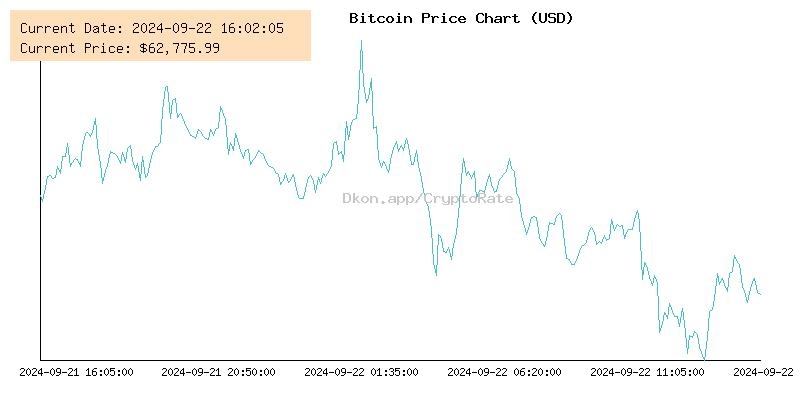 Bitcoin Price Chart (USD)
Current Date: 2024-09-22 16:02:05
Current Price: $62,775.99
Dkon.app/CryptoRate
2024-09-21 16:05:00 2024-09-21 20:50:00 2024-09-22 01:35:00 2024-09-22 06:20:00 2024-09-22 11:05:00 2024-09-22